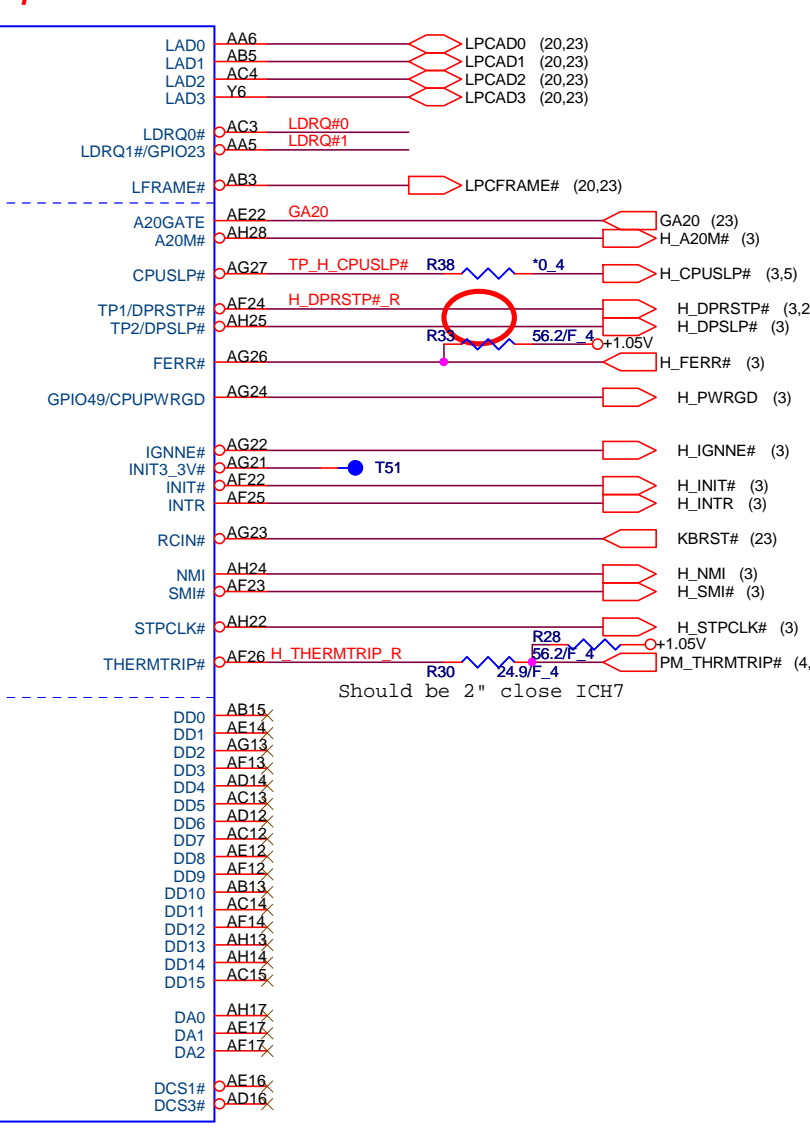 LAD0 AA6 LPCAD0 (20,23)
LAD1 AB5 LPCAD1 (20,23)
LAD2 AC4 LPCAD2 (20,23)
LAD3 Y6 LPCAD3 (20,23)
LDRQ0# AC3 LDRQ#0
LDRQ1#/GPIO23 AA5 LDRQ#1
LFRAME# AB3 LPCFRAME# (20,23)
A20GATE AE22 GA20 GA20 (23)
A20M# AH28 H_A20M# (3)
CPUSLP# AG27 TP_H_CPUSLP# R38 *0_4 H_CPUSLP# (3,5)
TP1/DPRSTP# AF24 H_DPRSTP#_R H_DPRSTP# (3,2
TP2/DPSLP# AH25 H_DPSLP# (3)
R33 56.2/F_4 +1.05V
FERR# AG26 H_FERR# (3)
GPIO49/CPUPWRGD AG24 H_PWRGD (3)
IGNNE# AG22 H_IGNNE# (3)
INIT3_3V# AG21 T51
INIT# AF22 H_INIT# (3)
INTR AF25 H_INTR (3)
RCIN# AG23 KBRST# (23)
NMI AH24 H_NMI (3)
SMI# AF23 H_SMI# (3)
STPCLK# AH22 H_STPCLK# (3)
R28 56.2/F_4 +1.05V
THERMTRIP# AF26 H_THERMTRIP_R R30 24.9/F_4 PM_THRMTRIP# (4,
Should be 2" close ICH7
DD0 AB15
DD1 AE14
DD2 AG13
DD3 AF13
DD4 AD14
DD5 AC13
DD6 AD12
DD7 AC12
DD8 AE12
DD9 AF12
DD10 AB13
DD11 AC14
DD12 AF14
DD13 AH13
DD14 AH14
DD15 AC15
DA0 AH17
DA1 AE17
DA2 AF17
DCS1# AE16
DCS3# AD16